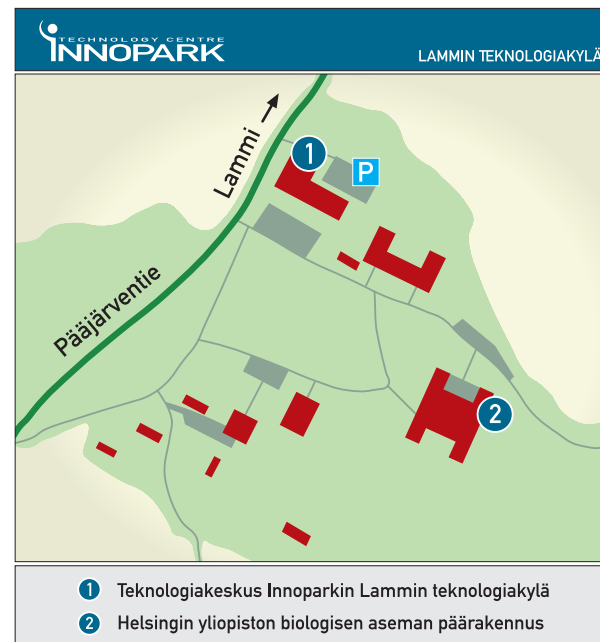 TECHNOLOGY CENTRE
INNOPARK
LAMMIN TEKNOLOGIAKYLÄ
Lammi
1
P
Pääjärventie
2
1 Teknologiakeskus Innoparkin Lammin teknologiakylä
2 Helsingin yliopiston biologisen aseman päärakennus